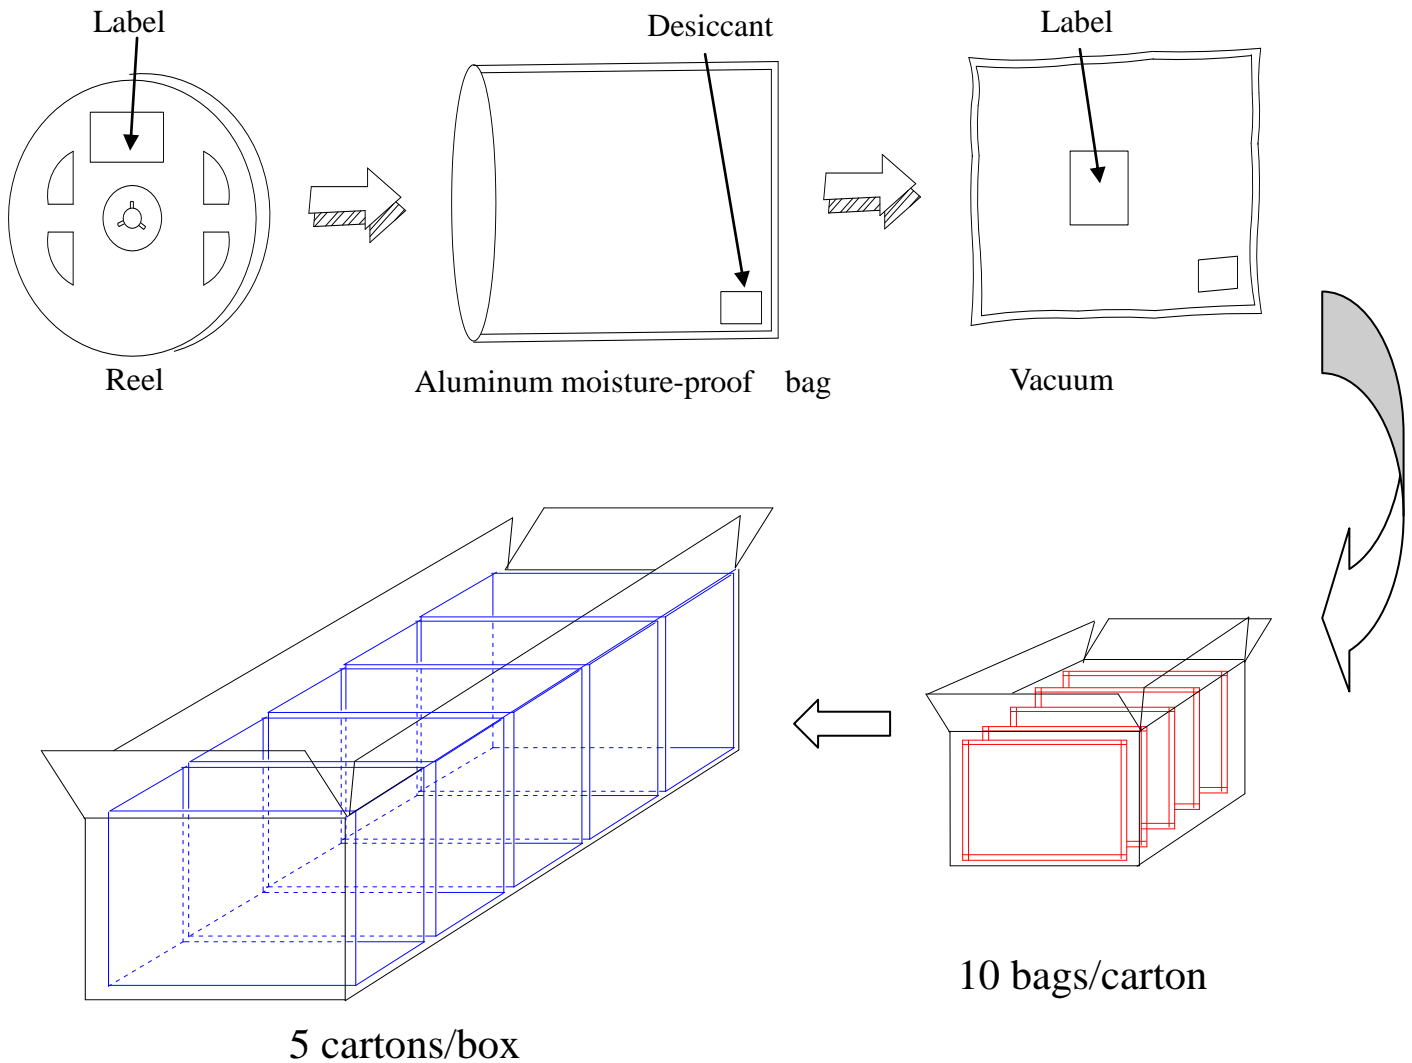 Label
Desiccant
Label
Reel
Aluminum moisture-proof bag
Vacuum
10 bags/carton
5 cartons/box